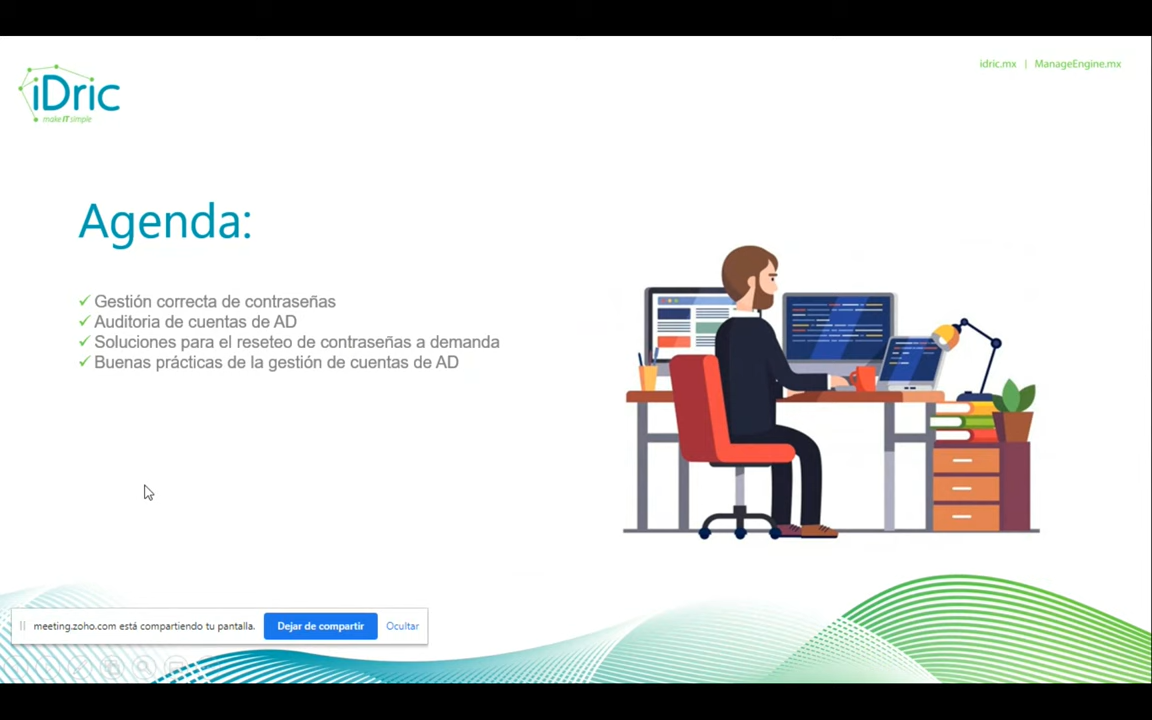 idric.mx | ManageEngine.mx
iDric
make IT simple
Agenda:
✓ Gestión correcta de contraseñas
✓ Auditoria de cuentas de AD
✓ Soluciones para el reseteo de contraseñas a demanda
✓ Buenas prácticas de la gestión de cuentas de AD
meeting.zoho.com está compartiendo tu pantalla. Dejar de compartir Ocultar